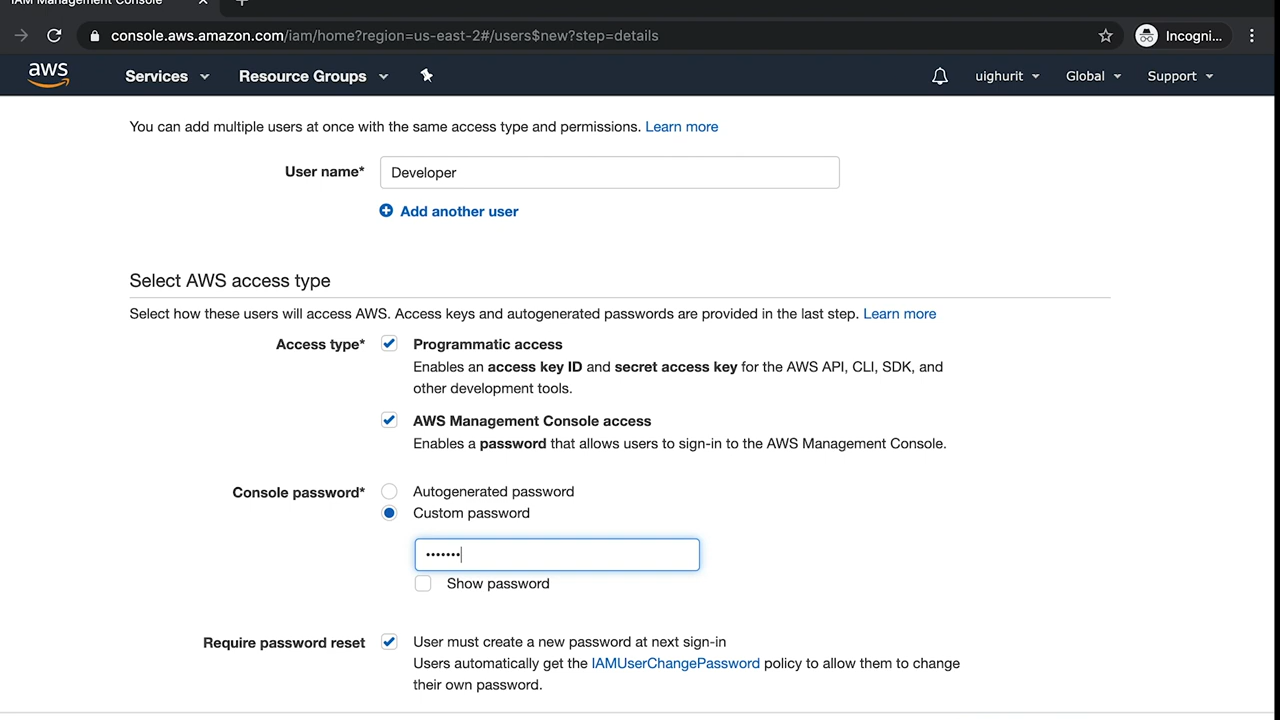 IAM Management Console
console.aws.amazon.com/iam/home?region=us-east-2#/users$new?step=details
Incogni...
aws
Services
Resource Groups
uighurit
Global
Support
You can add multiple users at once with the same access type and permissions. Learn more
User name*
Developer
Add another user
Select AWS access type
Select how these users will access AWS. Access keys and autogenerated passwords are provided in the last step. Learn more
Access type*
Programmatic access
Enables an access key ID and secret access key for the AWS API, CLI, SDK, and
other development tools.
AWS Management Console access
Enables a password that allows users to sign-in to the AWS Management Console.
Console password*
Autogenerated password
Custom password
•••••••
Show password
Require password reset
User must create a new password at next sign-in
Users automatically get the IAMUserChangePassword policy to allow them to change
their own password.